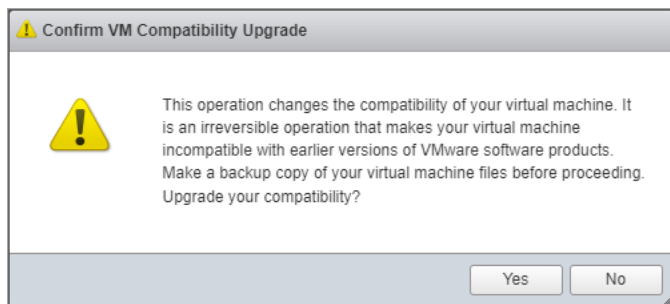 Confirm VM Compatibility Upgrade
This operation changes the compatibility of your virtual machine. It
is an irreversible operation that makes your virtual machine
incompatible with earlier versions of VMware software products.
Make a backup copy of your virtual machine files before proceeding.
Upgrade your compatibility?
Yes No